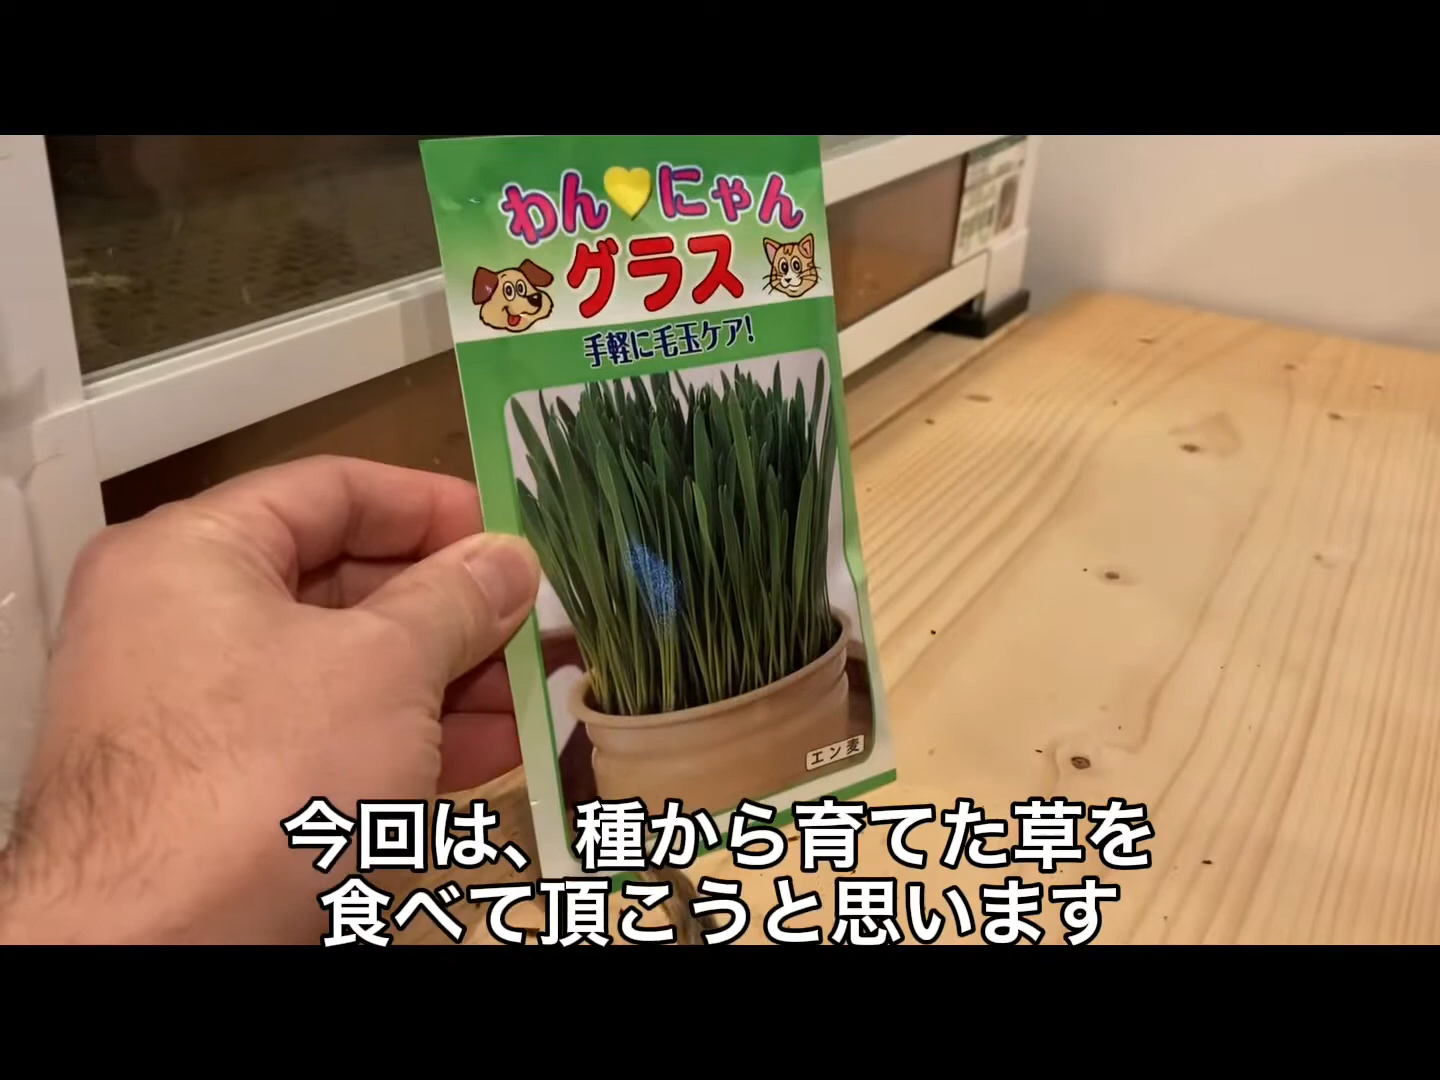 わん にゃん
グラス
手軽に毛玉ケア!
エン麦
今回は、種から育てた草を
食べて頂こうと思います